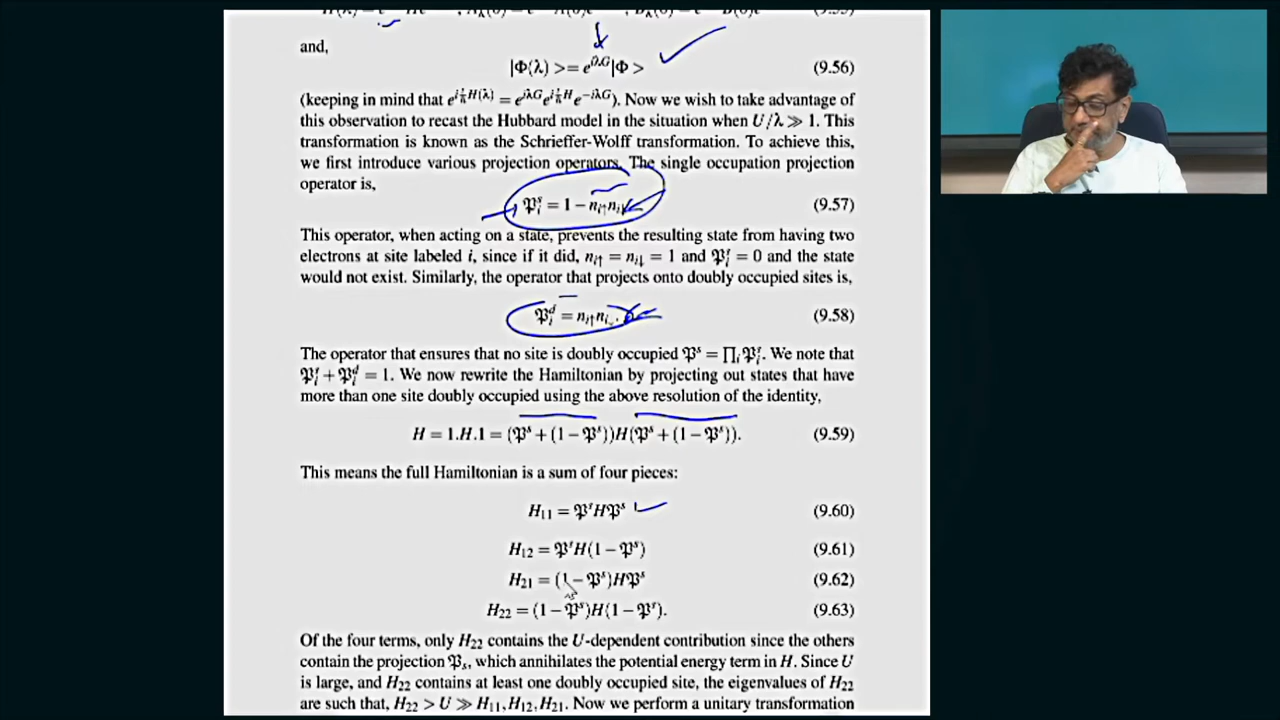 and,
|Φ(λ) >= e^{iλG}|Φ > (9.56)
(keeping in mind that e^{i\frac{t}{ħ}H(λ)} = e^{iλG}e^{i\frac{t}{ħ}H}e^{-iλG}). Now we wish to take advantage of
this observation to recast the Hubbard model in the situation when U/λ ≫ 1. This
transformation is known as the Schrieffer-Wolff transformation. To achieve this,
we first introduce various projection operators. The single occupation projection
operator is,
𝔓_i^s = 1 − n_{i↑}n_{i↓} (9.57)
This operator, when acting on a state, prevents the resulting state from having two
electrons at site labeled i, since if it did, n_{i↑} = n_{i↓} = 1 and 𝔓_i^s = 0 and the state
would not exist. Similarly, the operator that projects onto doubly occupied sites is,
𝔓_i^d = n_{i↑}n_{i↓}. (9.58)
The operator that ensures that no site is doubly occupied 𝔓^s = ∏_i 𝔓_i^s. We note that
𝔓_i^s + 𝔓_i^d = 1. We now rewrite the Hamiltonian by projecting out states that have
more than one site doubly occupied using the above resolution of the identity,
H = 1.H.1 = (𝔓^s + (1 − 𝔓^s))H(𝔓^s + (1 − 𝔓^s)). (9.59)
This means the full Hamiltonian is a sum of four pieces:
H_{11} = 𝔓^s H𝔓^s (9.60)
H_{12} = 𝔓^s H(1 − 𝔓^s) (9.61)
H_{21} = (1 − 𝔓^s)H𝔓^s (9.62)
H_{22} = (1 − 𝔓^s)H(1 − 𝔓^s). (9.63)
Of the four terms, only H_{22} contains the U-dependent contribution since the others
contain the projection 𝔓_s, which annihilates the potential energy term in H. Since U
is large, and H_{22} contains at least one doubly occupied site, the eigenvalues of H_{22}
are such that, H_{22} > U ≫ H_{11}, H_{12}, H_{21}. Now we perform a unitary transformation